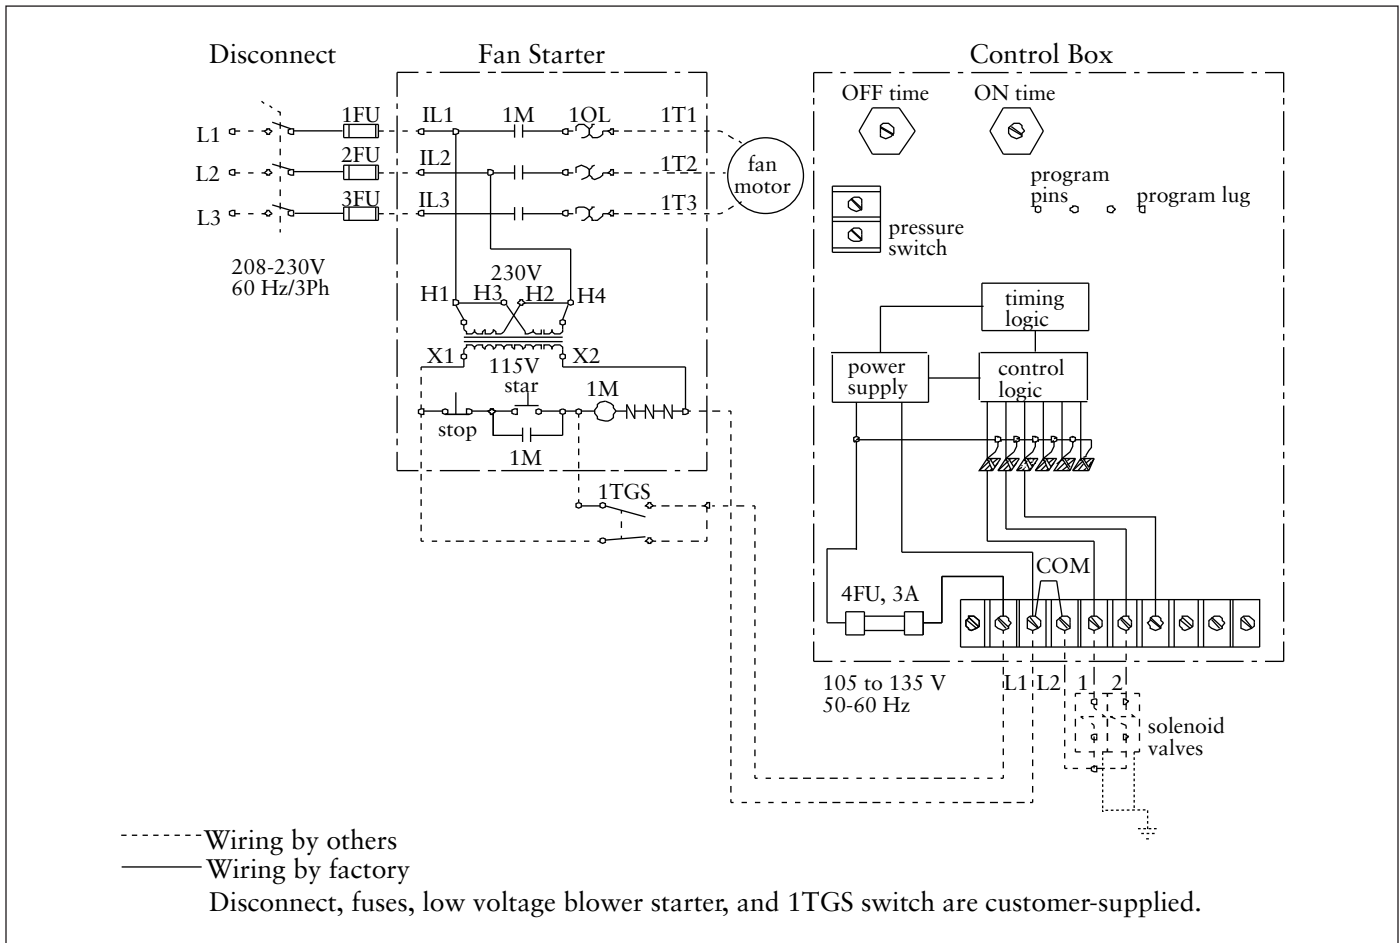 Disconnect
Fan Starter
Control Box
OFF time
ON time
1FU
IL1
1M
1OL
1T1
L1
2FU
IL2
1T2
L2
3FU
IL3
1T3
L3
fan
motor
program
pins
program lug
pressure
switch
208-230V
60 Hz/3Ph
230V
H1
H3
H2
H4
timing
logic
X1
X2
115V
star
1M
power
supply
control
logic
stop
1M
1TGS
COM
4FU, 3A
105 to 135 V
50-60 Hz
L1
L2
1
2
solenoid
valves
Wiring by others
Wiring by factory
Disconnect, fuses, low voltage blower starter, and 1TGS switch are customer-supplied.